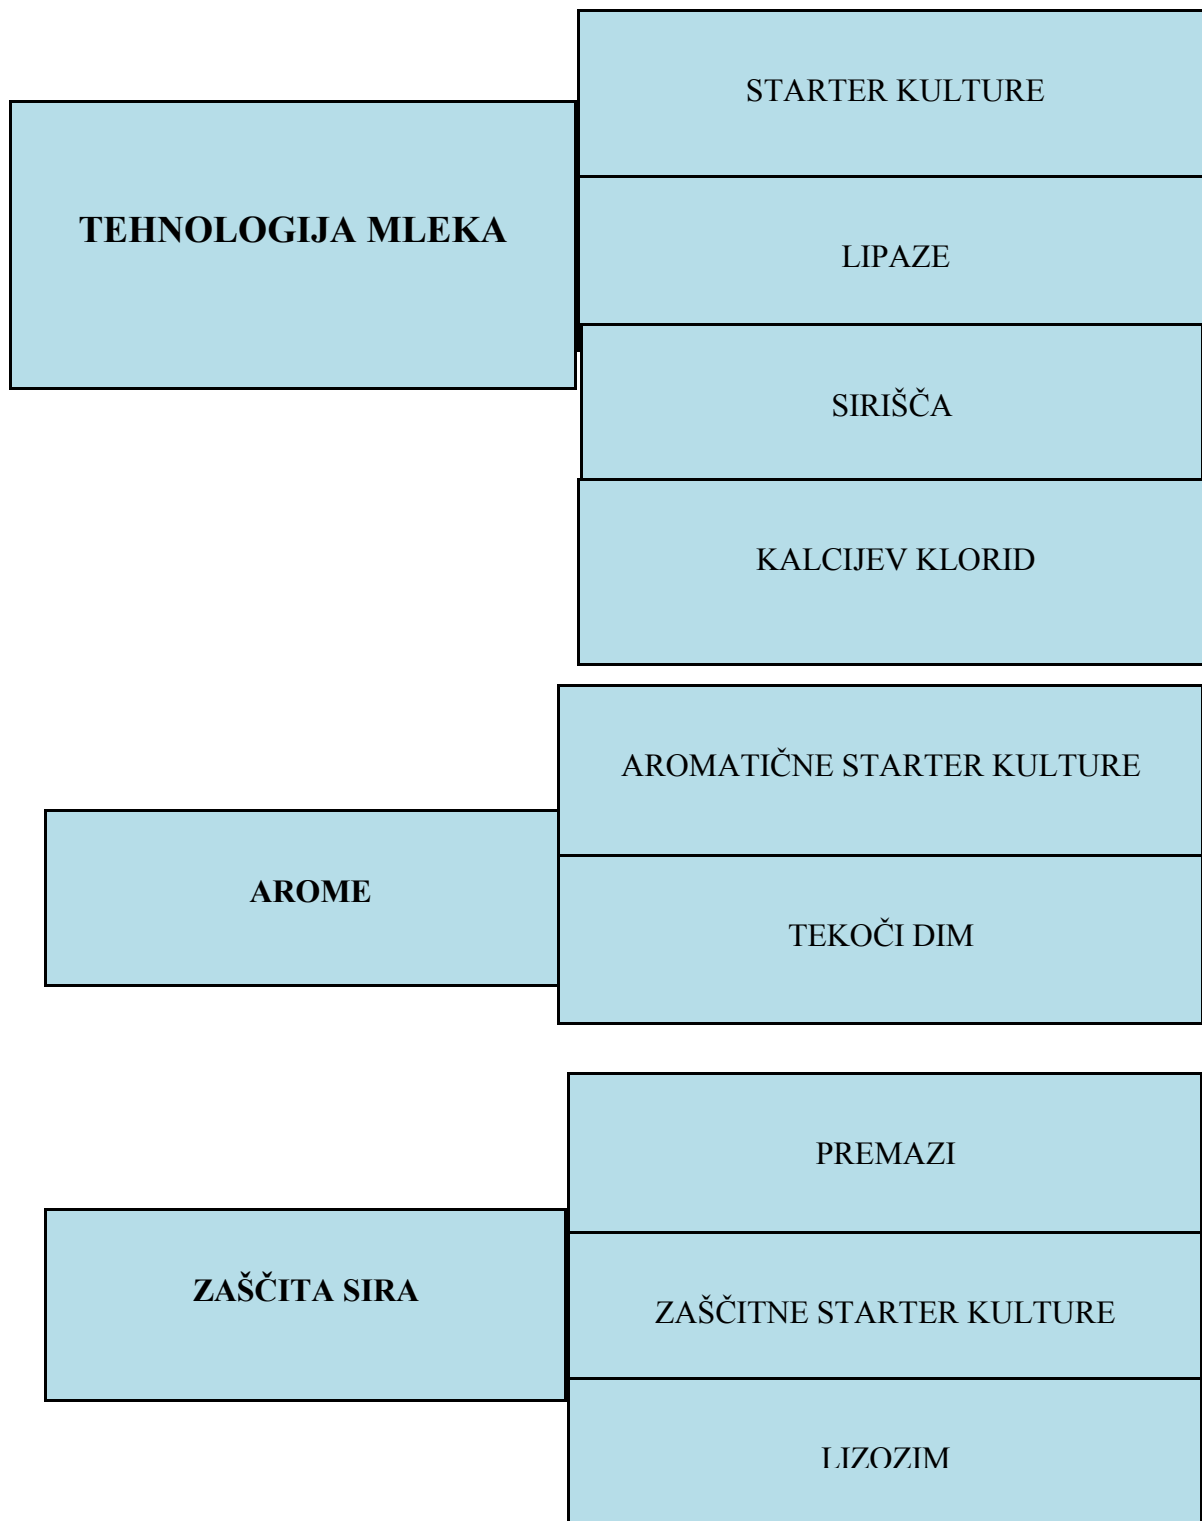 TEHNOLOGIJA MLEKA
STARTER KULTURE
LIPAZE
SIRIŠČA
KALCIJEV KLORID
AROME
AROMATIČNE STARTER KULTURE
TEKOČI DIM
ZAŠČITA SIRA
PREMAZI
ZAŠČITNE STARTER KULTURE
LIZOZIM